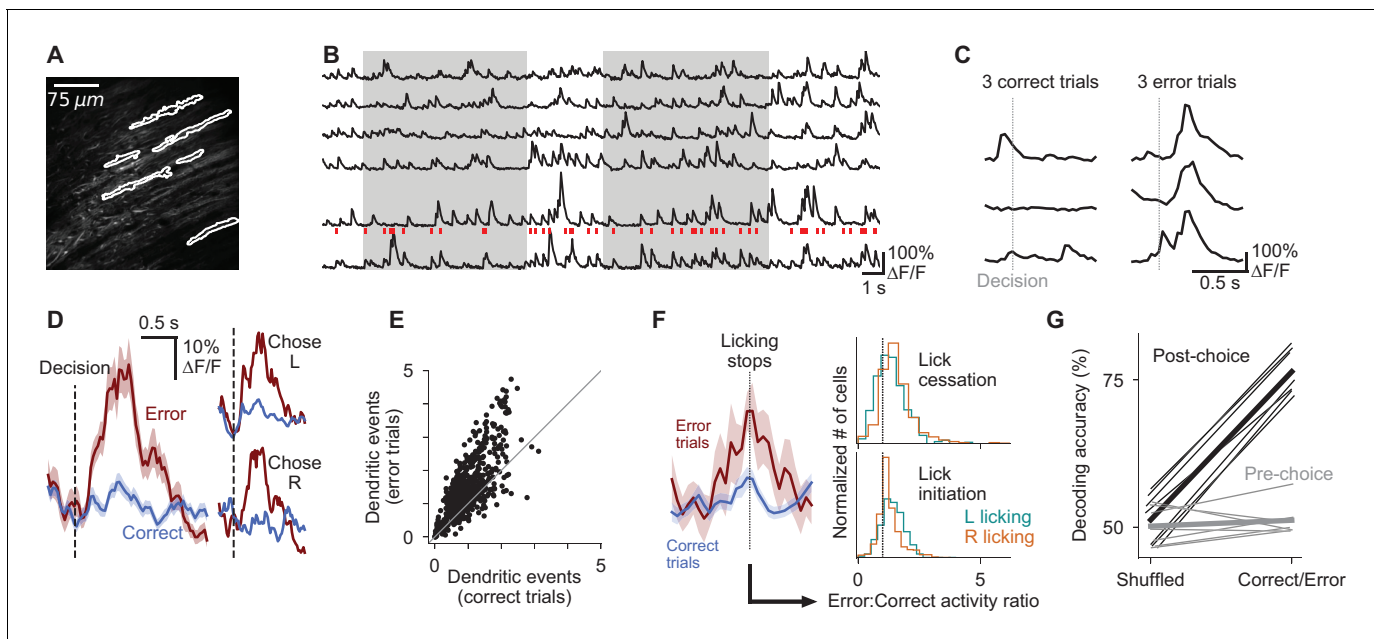 A
75 μm
B
100%
ΔF/F
1 s
C
3 correct trials
3 error trials
Decision
100%
ΔF/F
0.5 s
D
0.5 s
10%
ΔF/F
Decision
Error
Correct
Chose
L
Chose
R
E
Dendritic events
(error trials)
5
0
0
5
Dendritic events
(correct trials)
F
Licking
stops
Error
trials
Correct
trials
Normalized # of cells
Lick
cessation
Lick
initiation
L licking
R licking
0
5
Error:Correct activity ratio
G
Decoding accuracy (%)
75
50
Post-choice
Pre-choice
Shuffled
Correct/Error